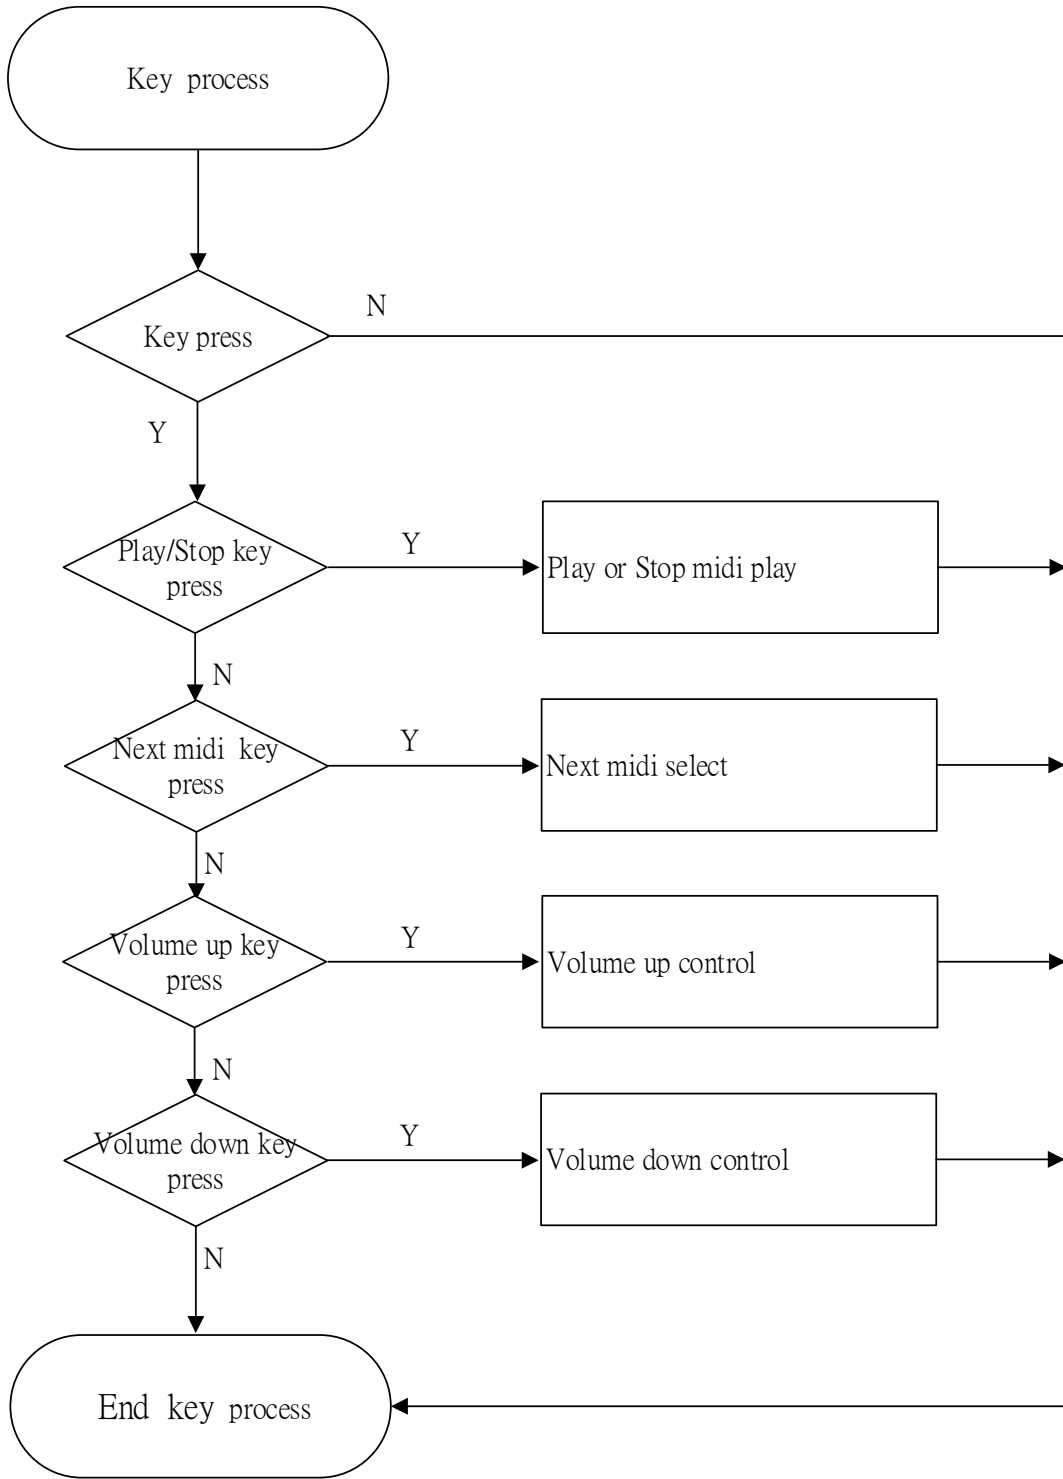 Key process
Key press
N
Y
Play/Stop key
press
Y
Play or Stop midi play
N
Next midi key
press
Y
Next midi select
N
Volume up key
press
Y
Volume up control
N
Volume down key
press
Y
Volume down control
N
End key process